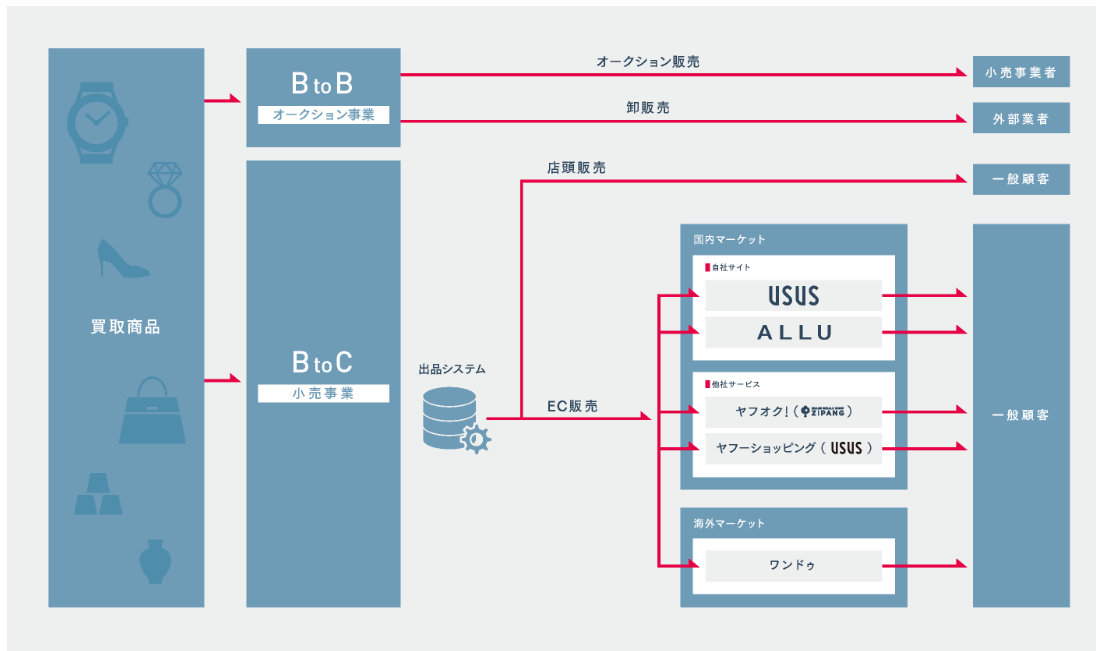 買取商品
BtoB
オークション事業
オークション販売
小売事業者
卸販売
外部業者
BtoC
小売事業
出品システム
店頭販売
一般顧客
EC販売
国内マーケット
自社サイト
USUS
ALLU
他社サービス
ヤフオク!(ZIPANG)
ヤフーショッピング(USUS)
海外マーケット
ワンドゥ
一般顧客